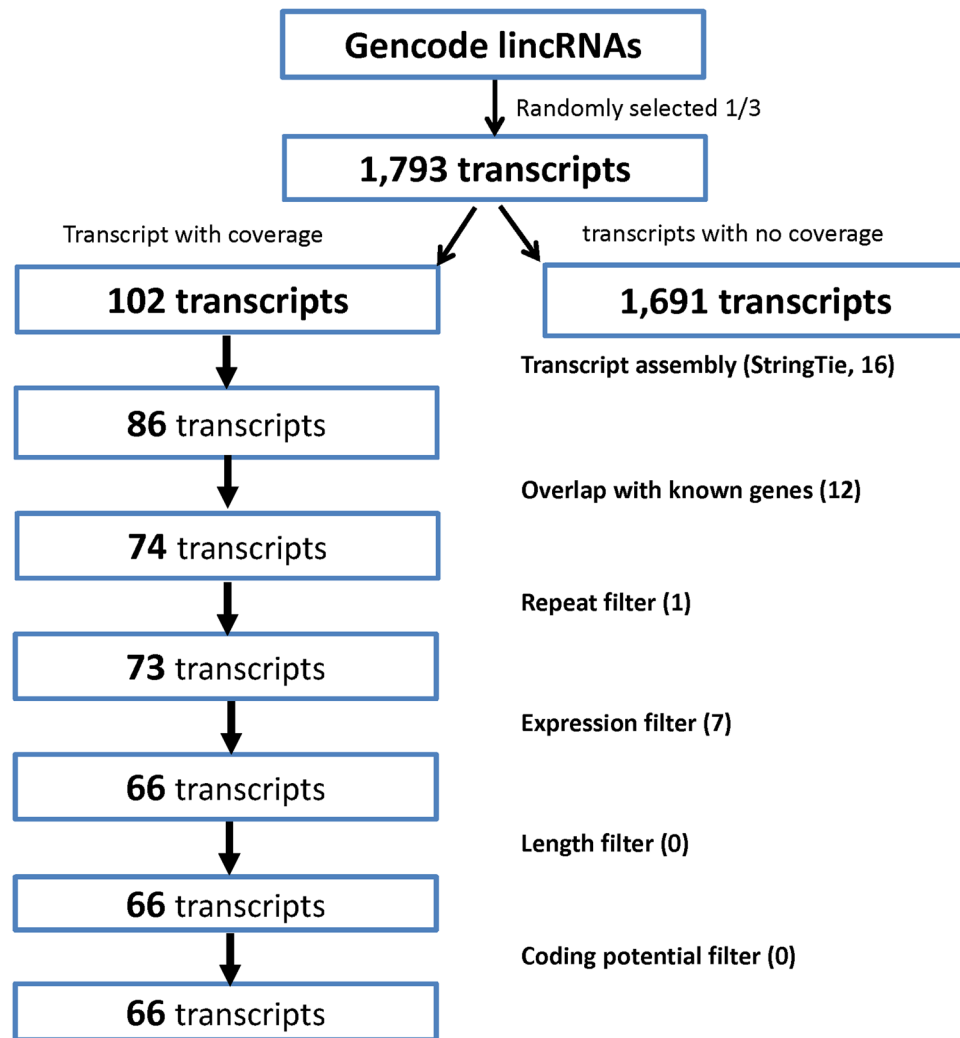 Gencode lincRNAs
Randomly selected 1/3
1,793 transcripts
Transcript with coverage
transcripts with no coverage
102 transcripts
1,691 transcripts
Transcript assembly (StringTie, 16)
86 transcripts
Overlap with known genes (12)
74 transcripts
Repeat filter (1)
73 transcripts
Expression filter (7)
66 transcripts
Length filter (0)
66 transcripts
Coding potential filter (0)
66 transcripts